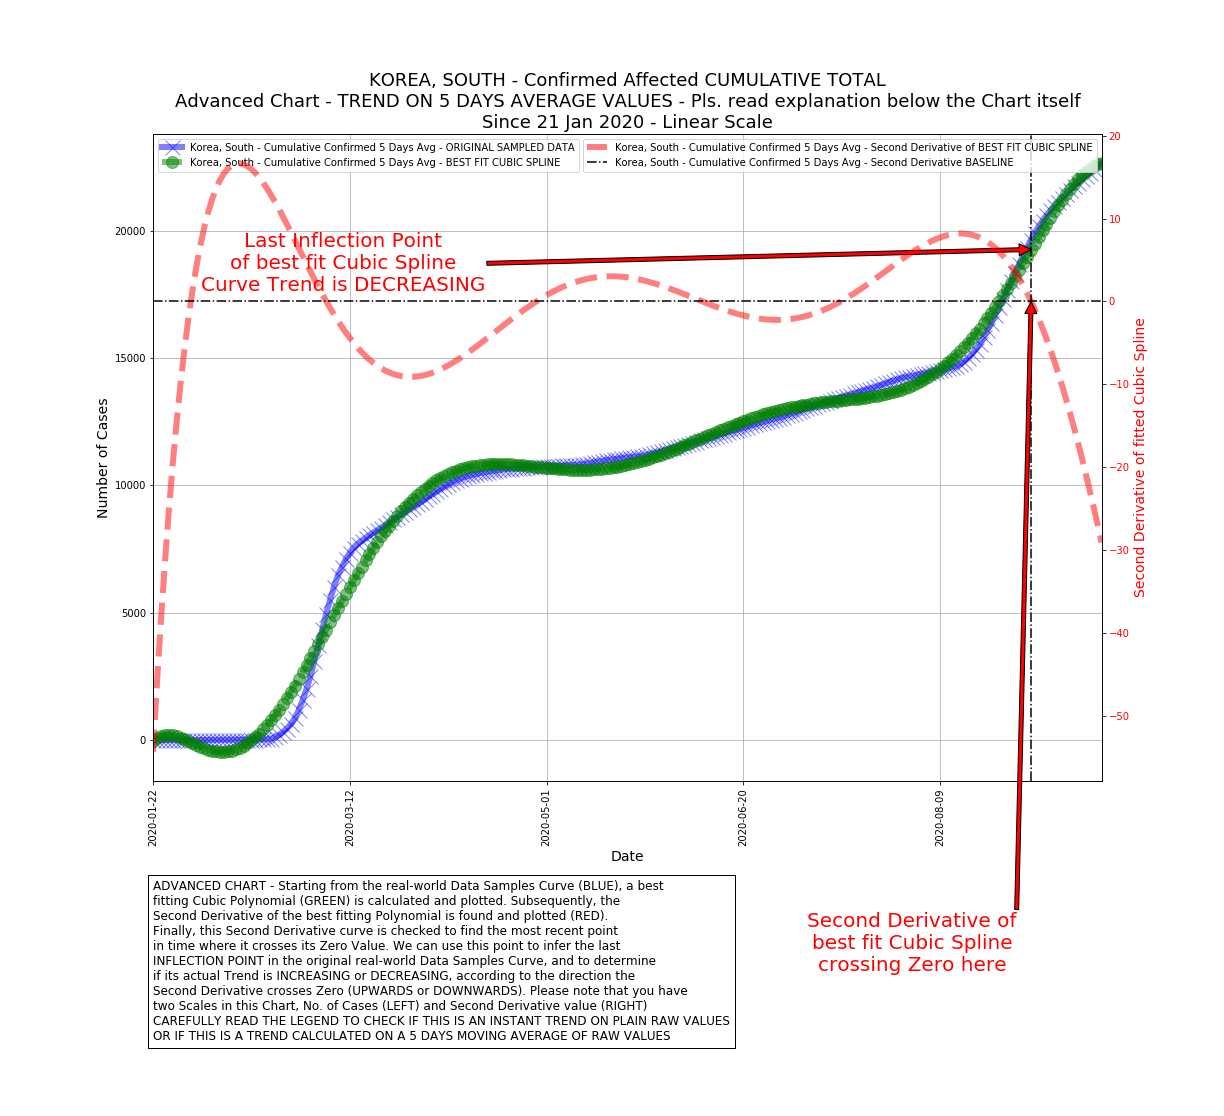 KOREA, SOUTH - Confirmed Affected CUMULATIVE TOTAL
Advanced Chart - TREND ON 5 DAYS AVERAGE VALUES - Pls. read explanation below the Chart itself
Since 21 Jan 2020 - Linear Scale
Korea, South - Cumulative Confirmed 5 Days Avg - ORIGINAL SAMPLED DATA
Korea, South - Cumulative Confirmed 5 Days Avg - BEST FIT CUBIC SPLINE
Korea, South - Cumulative Confirmed 5 Days Avg - Second Derivative of BEST FIT CUBIC SPLINE
Korea, South - Cumulative Confirmed 5 Days Avg - Second Derivative BASELINE
Last Inflection Point
of best fit Cubic Spline
Curve Trend is DECREASING
Number of Cases
20000
15000
10000
5000
0
20
10
0
−10
−20
−30
−40
−50
Second Derivative of fitted Cubic Spline
2020-01-22
2020-03-12
2020-05-01
2020-06-20
2020-08-09
Date
ADVANCED CHART - Starting from the real-world Data Samples Curve (BLUE), a best
fitting Cubic Polynomial (GREEN) is calculated and plotted. Subsequently, the
Second Derivative of the best fitting Polynomial is found and plotted (RED).
Finally, this Second Derivative curve is checked to find the most recent point
in time where it crosses its Zero Value. We can use this point to infer the last
INFLECTION POINT in the original real-world Data Samples Curve, and to determine
if its actual Trend is INCREASING or DECREASING, according to the direction the
Second Derivative crosses Zero (UPWARDS or DOWNWARDS). Please note that you have
two Scales in this Chart, No. of Cases (LEFT) and Second Derivative value (RIGHT)
CAREFULLY READ THE LEGEND TO CHECK IF THIS IS AN INSTANT TREND ON PLAIN RAW VALUES
OR IF THIS IS A TREND CALCULATED ON A 5 DAYS MOVING AVERAGE OF RAW VALUES
Second Derivative of
best fit Cubic Spline
crossing Zero here